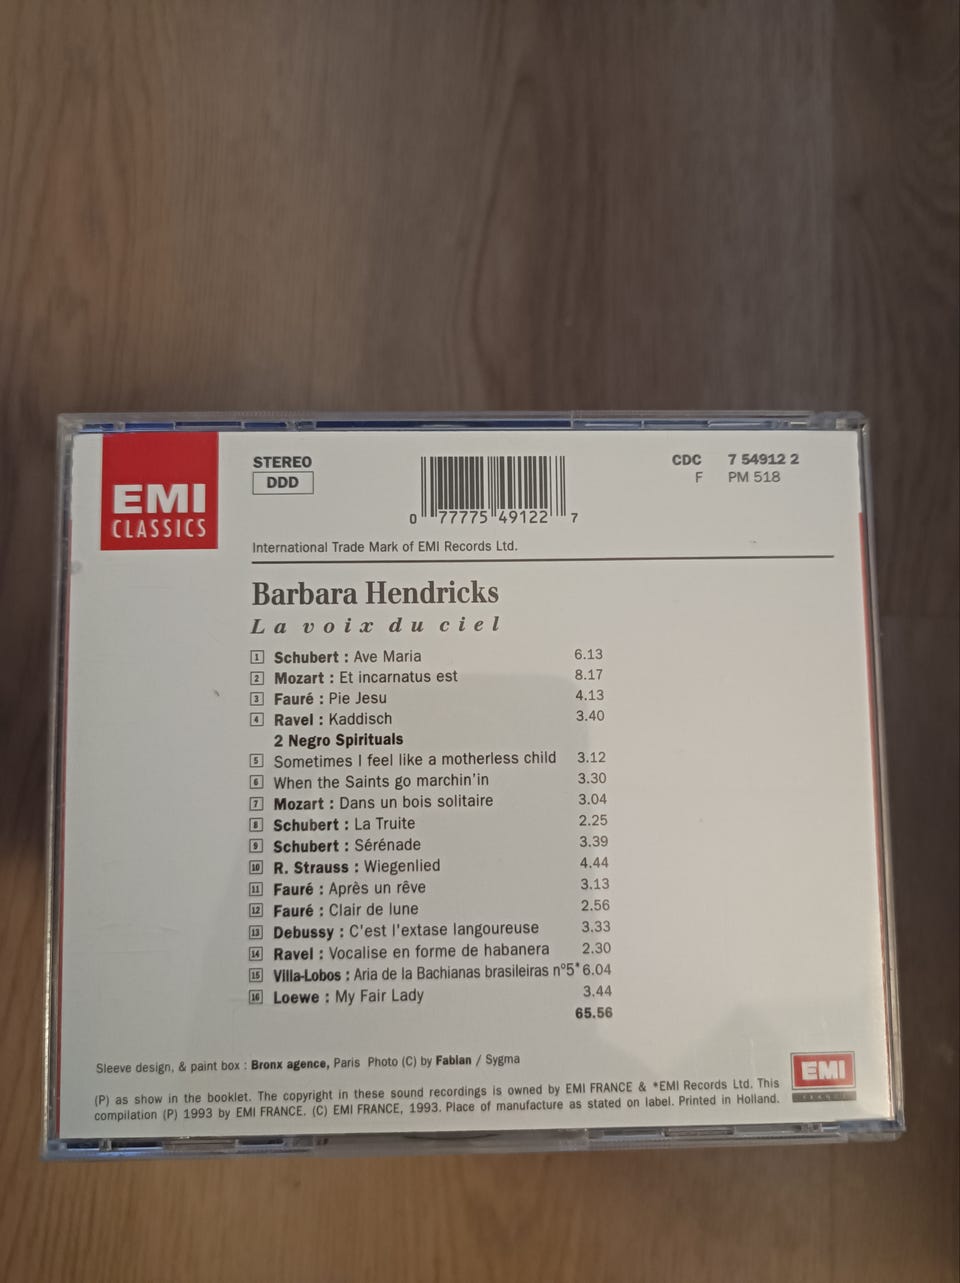 EMI
CLASSICS
STEREO
DDD
0 77775 49122 7
CDC 7 54912 2
F PM 518
International Trade Mark of EMI Records Ltd.
Barbara Hendricks
La voix du ciel
1 Schubert : Ave Maria 6.13
2 Mozart : Et incarnatus est 8.17
3 Fauré : Pie Jesu 4.13
4 Ravel : Kaddisch 3.40
2 Negro Spirituals
5 Sometimes I feel like a motherless child 3.12
6 When the Saints go marchin'in 3.30
7 Mozart : Dans un bois solitaire 3.04
8 Schubert : La Truite 2.25
9 Schubert : Sérénade 3.39
10 R. Strauss : Wiegenlied 4.44
11 Fauré : Après un rêve 3.13
12 Fauré : Clair de lune 2.56
13 Debussy : C'est l'extase langoureuse 3.33
14 Ravel : Vocalise en forme de habanera 2.30
15 Villa-Lobos : Aria de la Bachianas brasileiras n°5* 6.04
16 Loewe : My Fair Lady 3.44
65.56
Sleeve design, & paint box : Bronx agence, Paris Photo (C) by Fabian / Sygma
(P) as show in the booklet. The copyright in these sound recordings is owned by EMI FRANCE & *EMI Records Ltd. This
compilation (P) 1993 by EMI FRANCE. (C) EMI FRANCE, 1993. Place of manufacture as stated on label. Printed in Holland.
EMI
FRANCE